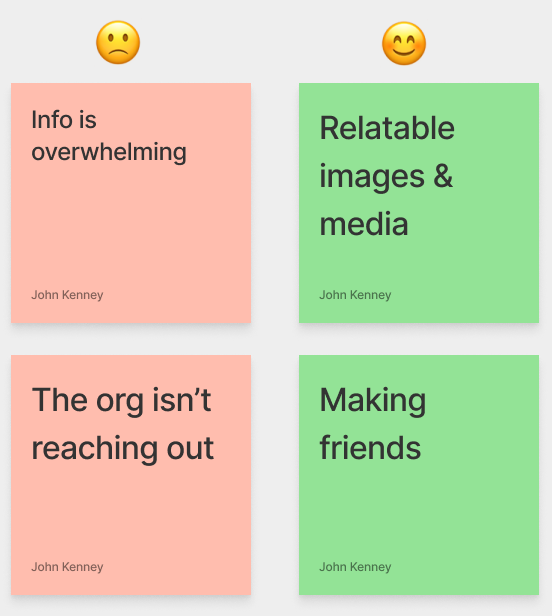 Info is
overwhelming
John Kenney
Relatable
images &
media
John Kenney
The org isn’t
reaching out
John Kenney
Making
friends
John Kenney